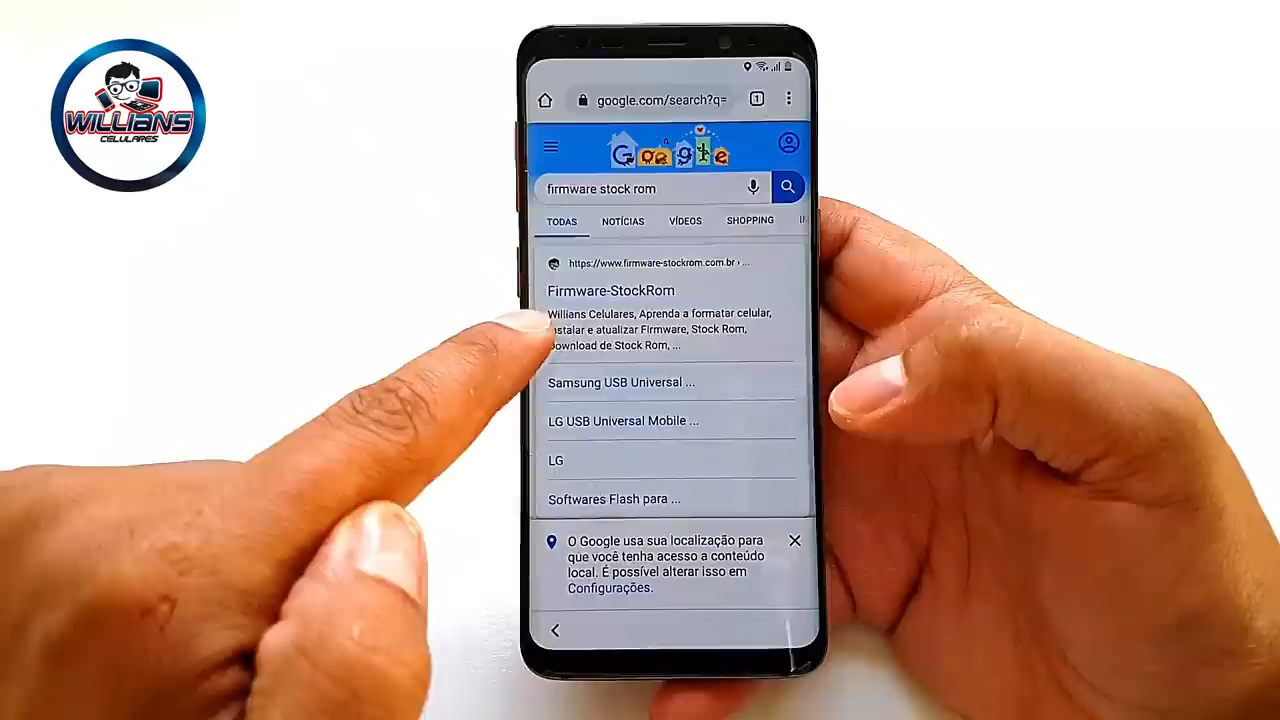 WILLIANS
CELULARES
1
google.com/search?q=
Google
firmware stock rom
TODAS NOTÍCIAS VÍDEOS SHOPPING
https://www.firmware-stockrom.com.br › ...
Firmware-StockRom
Willians Celulares, Aprenda a formatar celular,
nstalar e atualizar Firmware, Stock Rom,
ownload de Stock Rom, ...
Samsung USB Universal ...
LG USB Universal Mobile ...
LG
Softwares Flash para ...
O Google usa sua localização para
que você tenha acesso a conteúdo
local. É possível alterar isso em
Configurações.